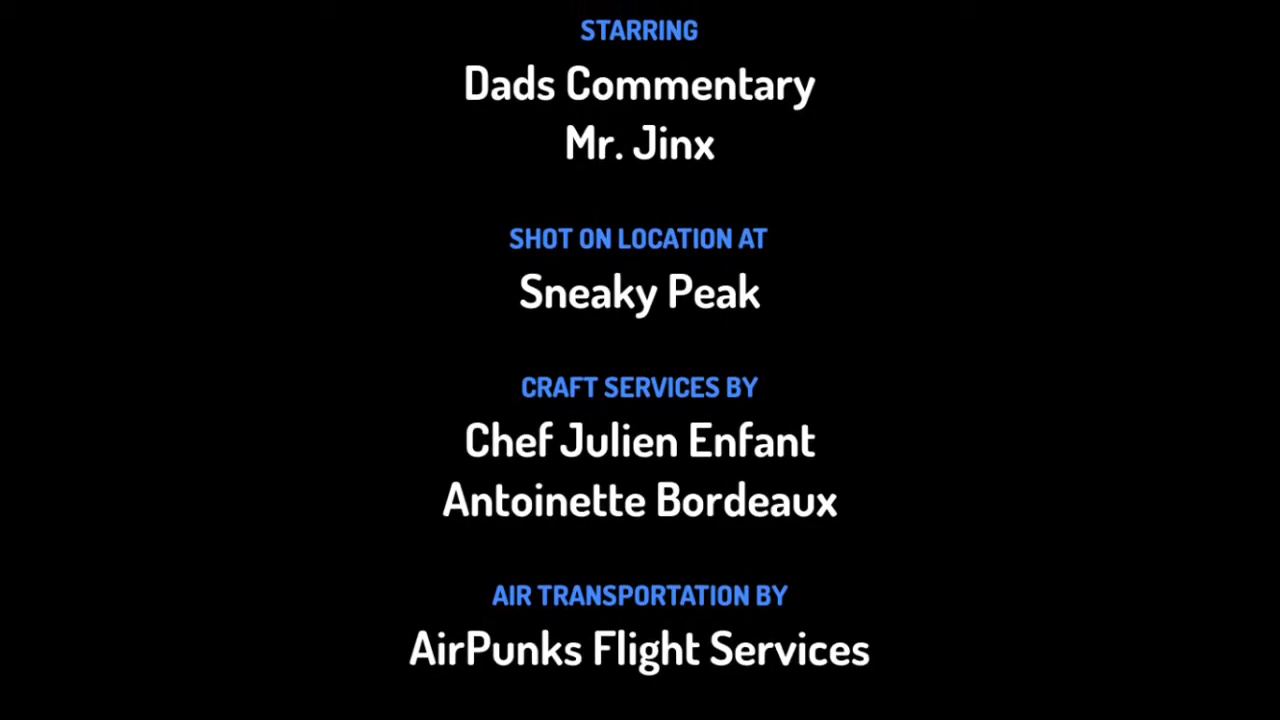 STARRING
Dads Commentary
Mr. Jinx
SHOT ON LOCATION AT
Sneaky Peak
CRAFT SERVICES BY
Chef Julien Enfant
Antoinette Bordeaux
AIR TRANSPORTATION BY
AirPunks Flight Services